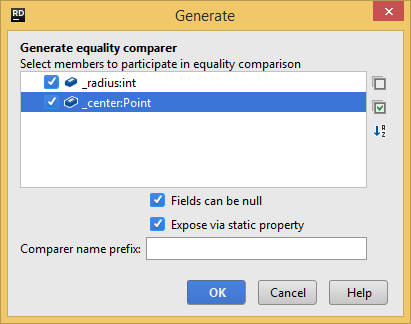 RD
Generate
Generate equality comparer
Select members to participate in equality comparison
_radius:int
_center:Point
A
Z
Fields can be null
Expose via static property
Comparer name prefix:
OK
Cancel
Help